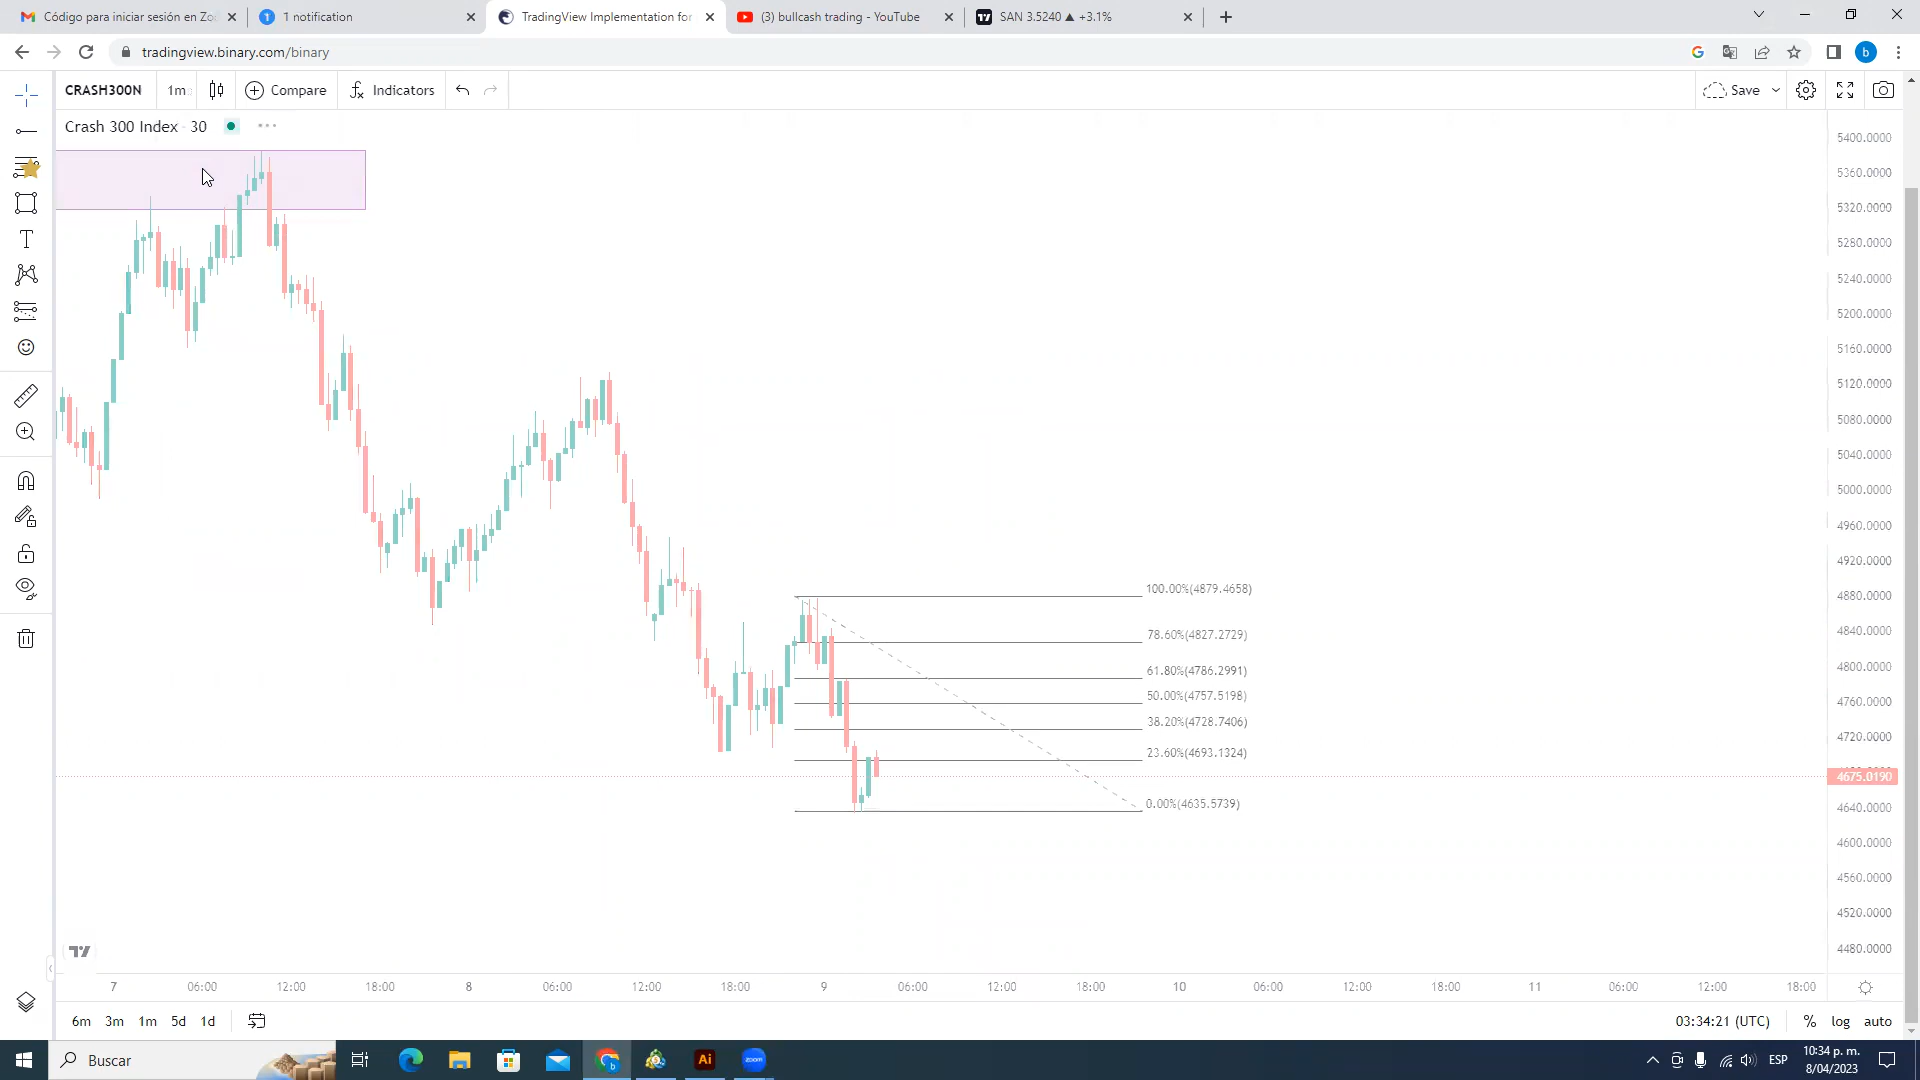 Código para iniciar sesión en Zoo
1 notification
TradingView Implementation for
(3) bullcash trading - YouTube
SAN 3.5240 ▲ +3.1%
tradingview.binary.com/binary
CRASH300N
1m
Compare
Indicators
Save
Crash 300 Index · 30
5400.0000
5360.0000
5320.0000
5280.0000
5240.0000
5200.0000
5160.0000
5120.0000
5080.0000
5040.0000
5000.0000
4960.0000
4920.0000
4880.0000
4840.0000
4800.0000
4760.0000
4720.0000
4675.0190
4640.0000
4600.0000
4560.0000
4520.0000
4480.0000
100.00%(4879.4658)
78.60%(4827.2729)
61.80%(4786.2991)
50.00%(4757.5198)
38.20%(4728.7406)
23.60%(4693.1324)
0.00%(4635.5739)
7 06:00 12:00 18:00 8 06:00 12:00 18:00 9 06:00 12:00 18:00 10 06:00 12:00 18:00 11 06:00 12:00 18:00
6m 3m 1m 5d 1d
03:34:21 (UTC) % log auto
Buscar
Ai
zoom
ESP
10:34 p. m.
8/04/2023